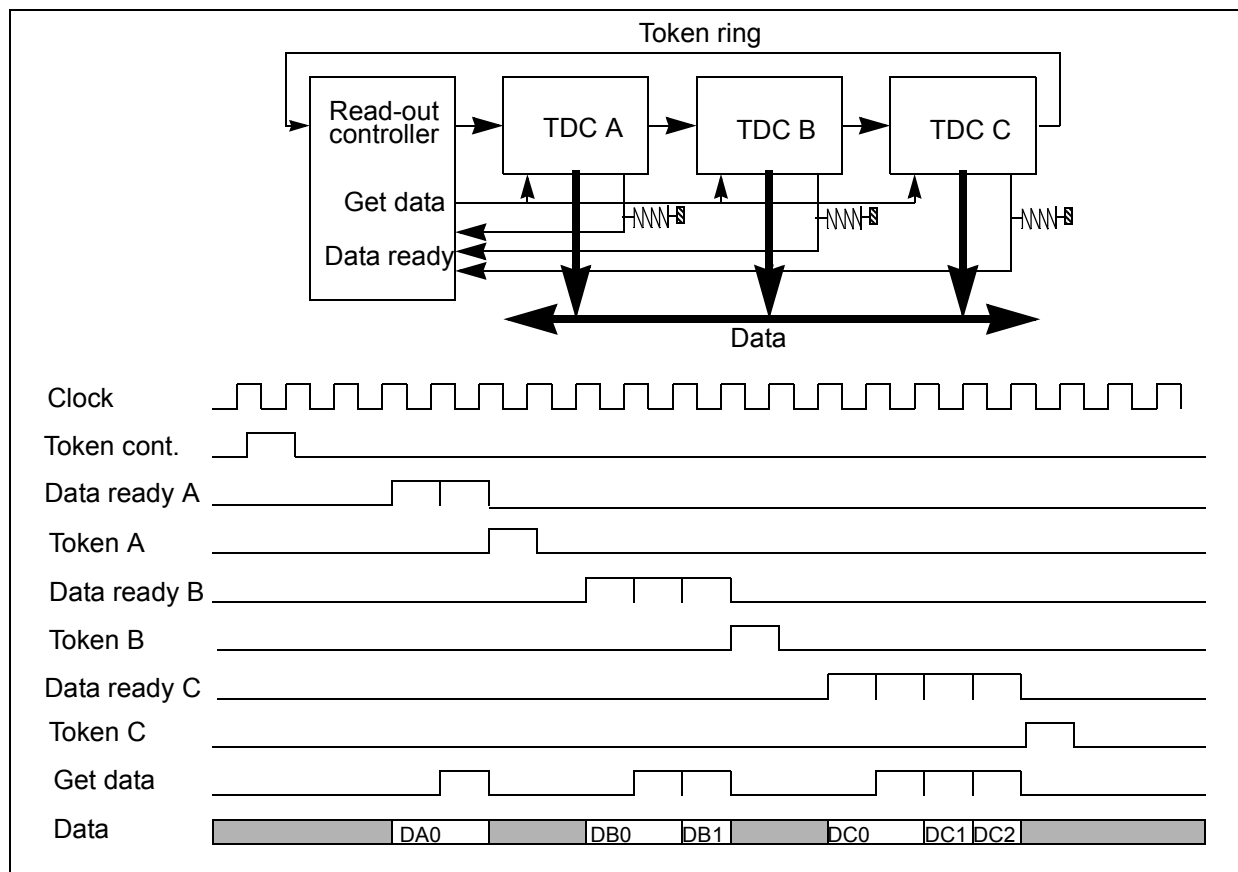 Token ring
Read-out
controller
TDC A
TDC B
TDC C
Get data
Data ready
Data
Clock
Token cont.
Data ready A
Token A
Data ready B
Token B
Data ready C
Token C
Get data
Data
DA0
DB0
DB1
DC0
DC1
DC2